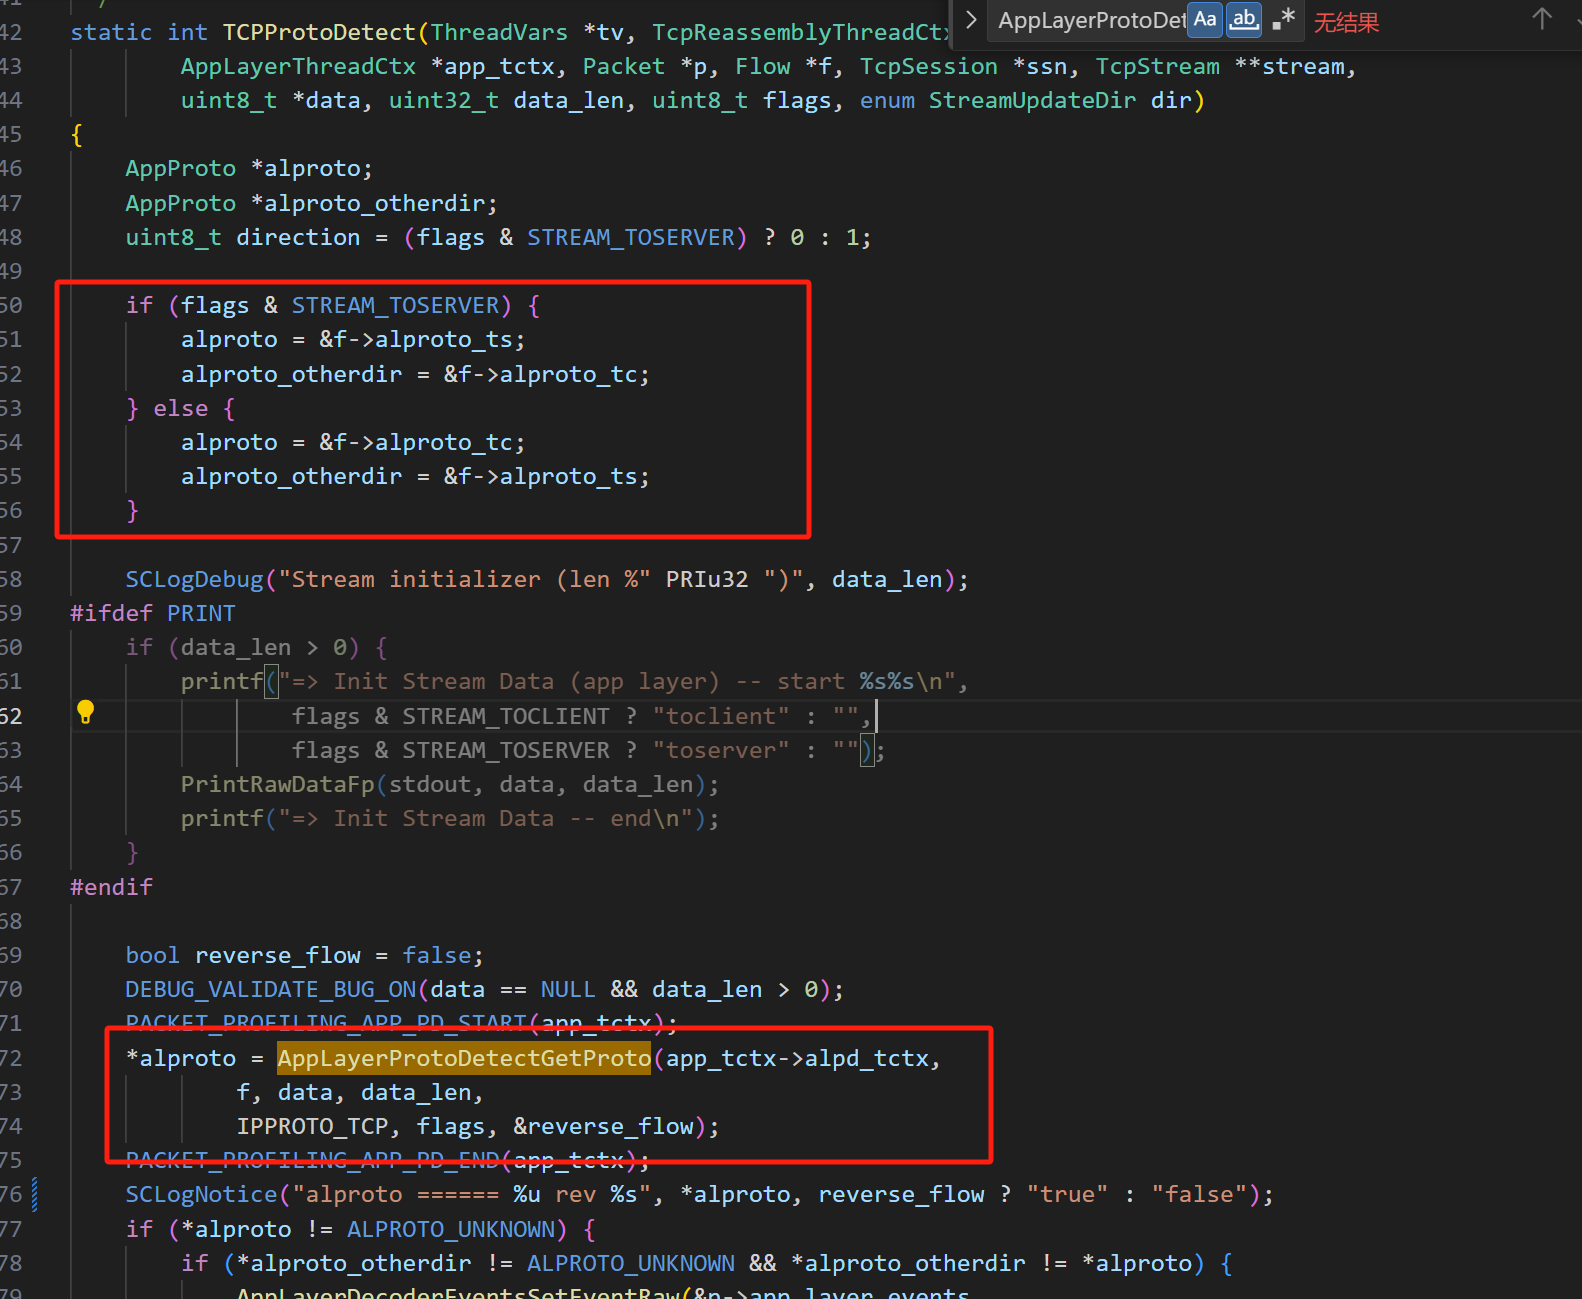 AppLayerProtoDet Aa ab .* 无结果
42 static int TCPProtoDetect(ThreadVars *tv, TcpReassemblyThreadCtx
43 AppLayerThreadCtx *app_tctx, Packet *p, Flow *f, TcpSession *ssn, TcpStream **stream,
44 uint8_t *data, uint32_t data_len, uint8_t flags, enum StreamUpdateDir dir)
45 {
46 AppProto *alproto;
47 AppProto *alproto_otherdir;
48 uint8_t direction = (flags & STREAM_TOSERVER) ? 0 : 1;
49
50 if (flags & STREAM_TOSERVER) {
51 alproto = &f->alproto_ts;
52 alproto_otherdir = &f->alproto_tc;
53 } else {
54 alproto = &f->alproto_tc;
55 alproto_otherdir = &f->alproto_ts;
56 }
57
58 SCLogDebug("Stream initializer (len %" PRIu32 ")", data_len);
59 #ifdef PRINT
60 if (data_len > 0) {
61 printf("=> Init Stream Data (app layer) -- start %s%s\n",
62 flags & STREAM_TOCLIENT ? "toclient" : "",
63 flags & STREAM_TOSERVER ? "toserver" : "");
64 PrintRawDataFp(stdout, data, data_len);
65 printf("=> Init Stream Data -- end\n");
66 }
67 #endif
68
69 bool reverse_flow = false;
70 DEBUG_VALIDATE_BUG_ON(data == NULL && data_len > 0);
71 PACKET_PROFILING_APP_PD_START(app_tctx);
72 *alproto = AppLayerProtoDetectGetProto(app_tctx->alpd_tctx,
73 f, data, data_len,
74 IPPROTO_TCP, flags, &reverse_flow);
75 PACKET_PROFILING_APP_PD_END(app_tctx);
76 SCLogNotice("alproto ====== %u rev %s", *alproto, reverse_flow ? "true" : "false");
77 if (*alproto != ALPROTO_UNKNOWN) {
78 if (*alproto_otherdir != ALPROTO_UNKNOWN && *alproto_otherdir != *alproto) {
79 AppLayerDecoderEventsSetEventRaw(&p->app_layer_events,